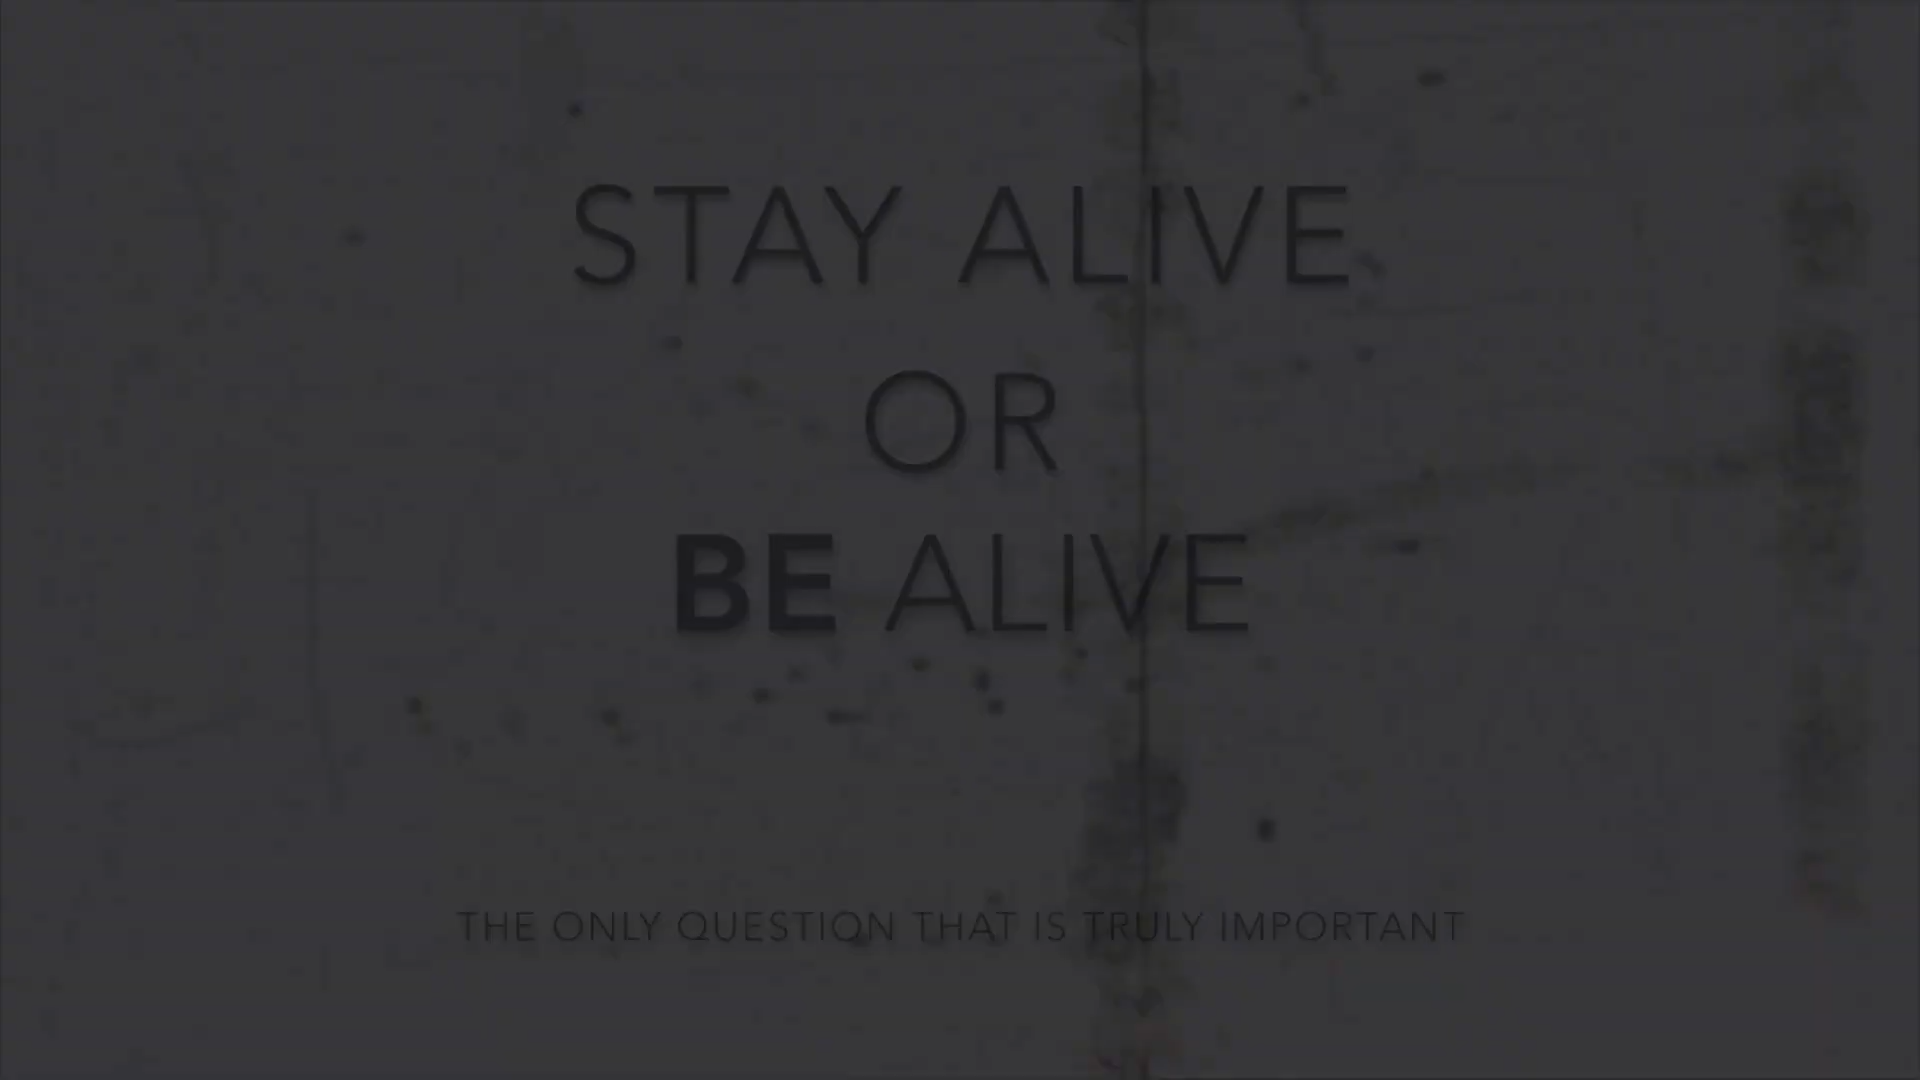 STAY ALIVE
OR
BE ALIVE
THE ONLY QUESTION THAT IS TRULY IMPORTANT